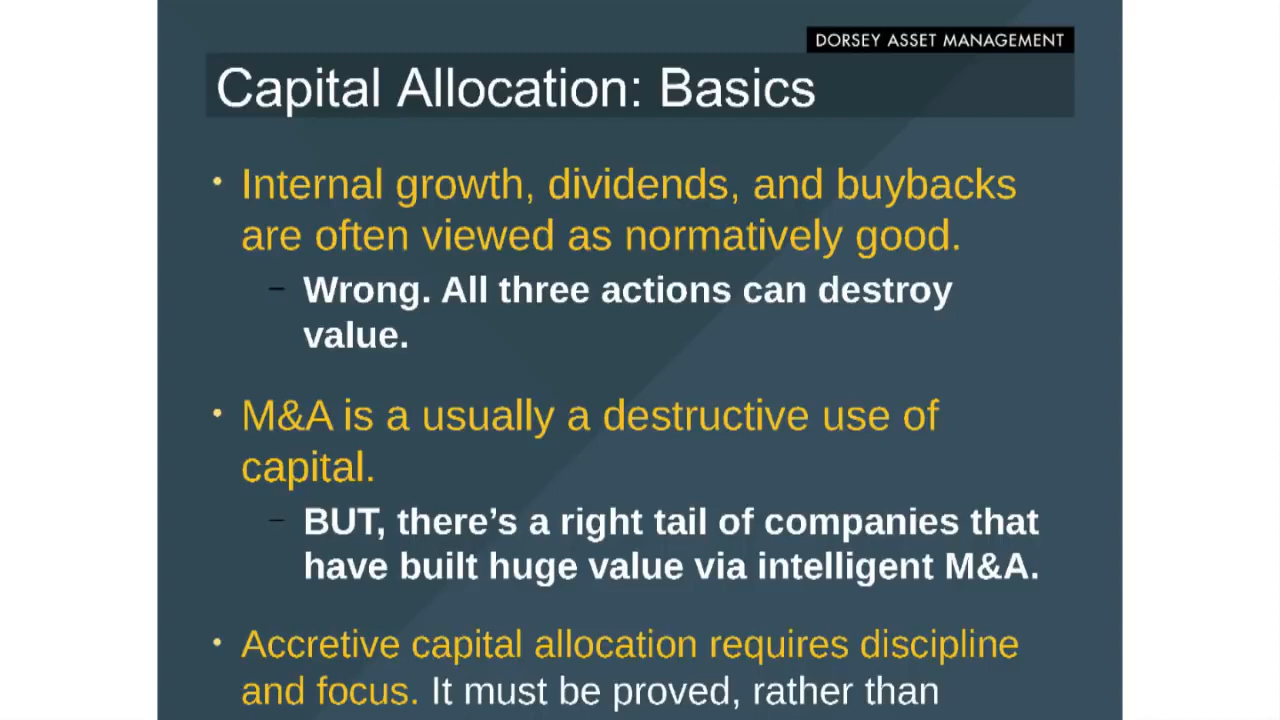 DORSEY ASSET MANAGEMENT
Capital Allocation: Basics
• Internal growth, dividends, and buybacks
are often viewed as normatively good.
– Wrong. All three actions can destroy
value.
• M&A is a usually a destructive use of
capital.
– BUT, there’s a right tail of companies that
have built huge value via intelligent M&A.
• Accretive capital allocation requires discipline
and focus. It must be proved, rather than